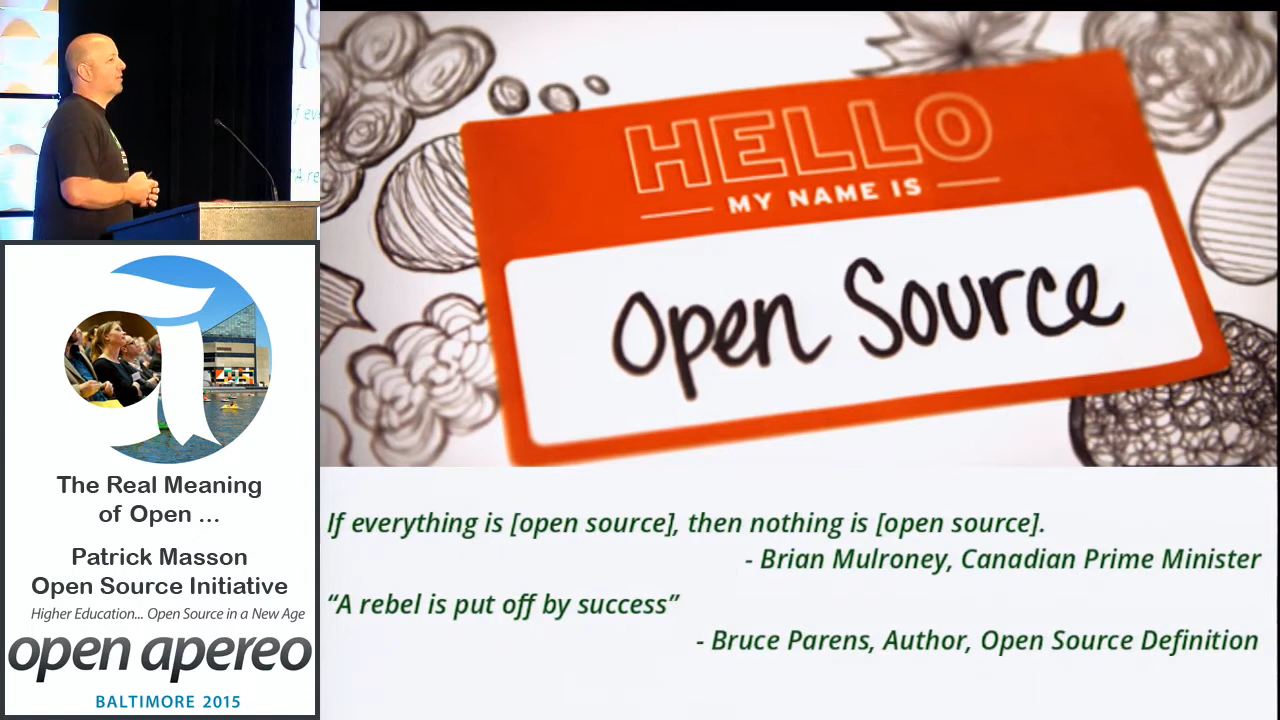 The Real Meaning
of Open ...
Patrick Masson
Open Source Initiative
Higher Education... Open Source in a New Age
open apereo
BALTIMORE 2015
HELLO
MY NAME IS
Open Source
If everything is [open source], then nothing is [open source].
- Brian Mulroney, Canadian Prime Minister
“A rebel is put off by success”
- Bruce Parens, Author, Open Source Definition